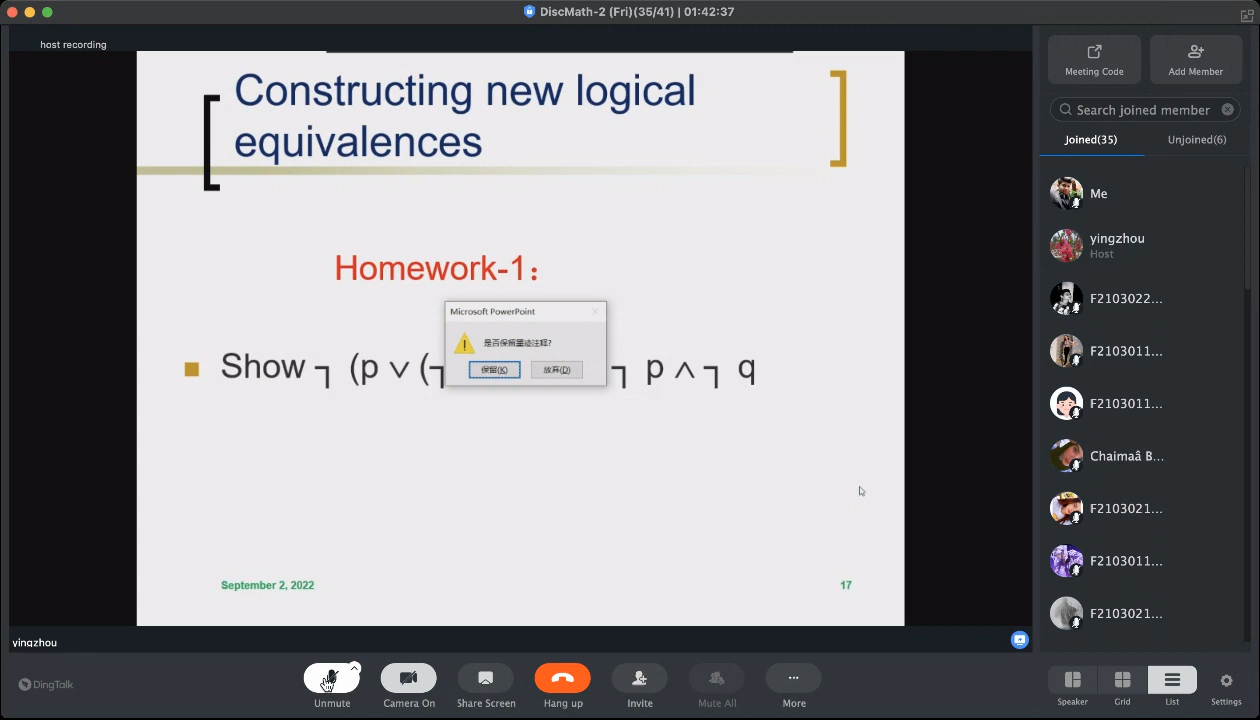 DiscMath-2 (Fri)(35/41) | 01:42:37
host recording
Constructing new logical
equivalences
Homework-1：
Microsoft PowerPoint
是否保留墨迹注释?
保留(K)
放弃(D)
Show ┐ (p ∨ (┐
┐ p ∧ ┐ q
September 2, 2022
17
yingzhou
Meeting Code
Add Member
Search joined member
Joined(35)
Unjoined(6)
Me
yingzhou
Host
F2103022...
F2103011...
F2103011...
Chaimaâ B...
F2103021...
F2103011...
F2103021...
DingTalk
Unmute
Camera On
Share Screen
Hang up
Invite
Mute All
More
Speaker
Grid
List
Settings